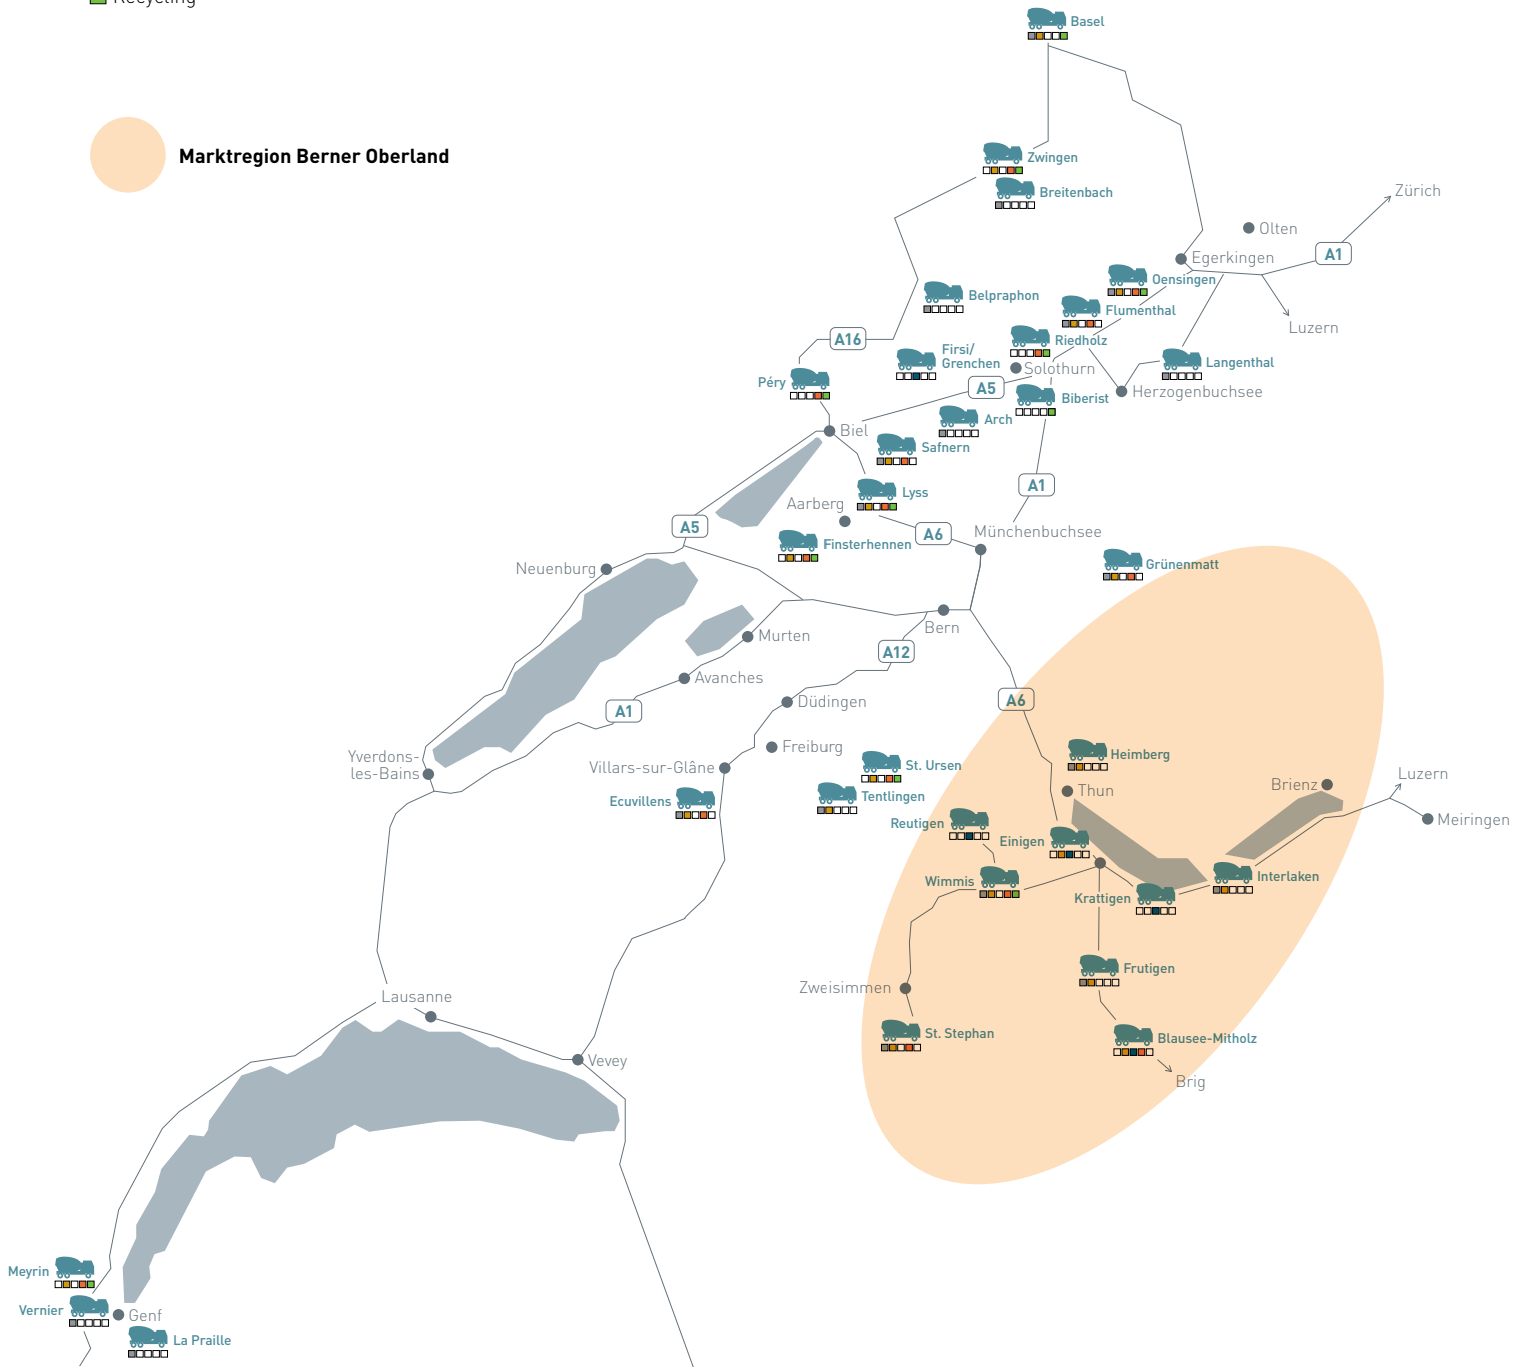 Recycling
Basel
Marktregion Berner Oberland
Zwingen
Breitenbach
Zürich
Olten
A1
Egerkingen
Oensingen
Belpraphon
Flumenthal
Luzern
A16
Riedholz
Firsi/
Grenchen
Langenthal
Solothurn
Péry
A5
Herzogenbuchsee
Biberist
Arch
Biel
Safnern
A1
Lyss
Aarberg
A5
A6
Münchenbuchsee
Finsterhennen
Neuenburg
Grünenmatt
Bern
Murten
A12
Avanches
A6
Düdingen
A1
Freiburg
Heimberg
Yverdons-
les-Bains
Villars-sur-Glâne
St. Ursen
Luzern
Brienz
Thun
Tentlingen
Ecuvillens
Meiringen
Reutigen
Einigen
Interlaken
Wimmis
Krattigen
Frutigen
Zweisimmen
Lausanne
St. Stephan
Blausee-Mitholz
Vevey
Brig
Meyrin
Vernier
Genf
La Praille